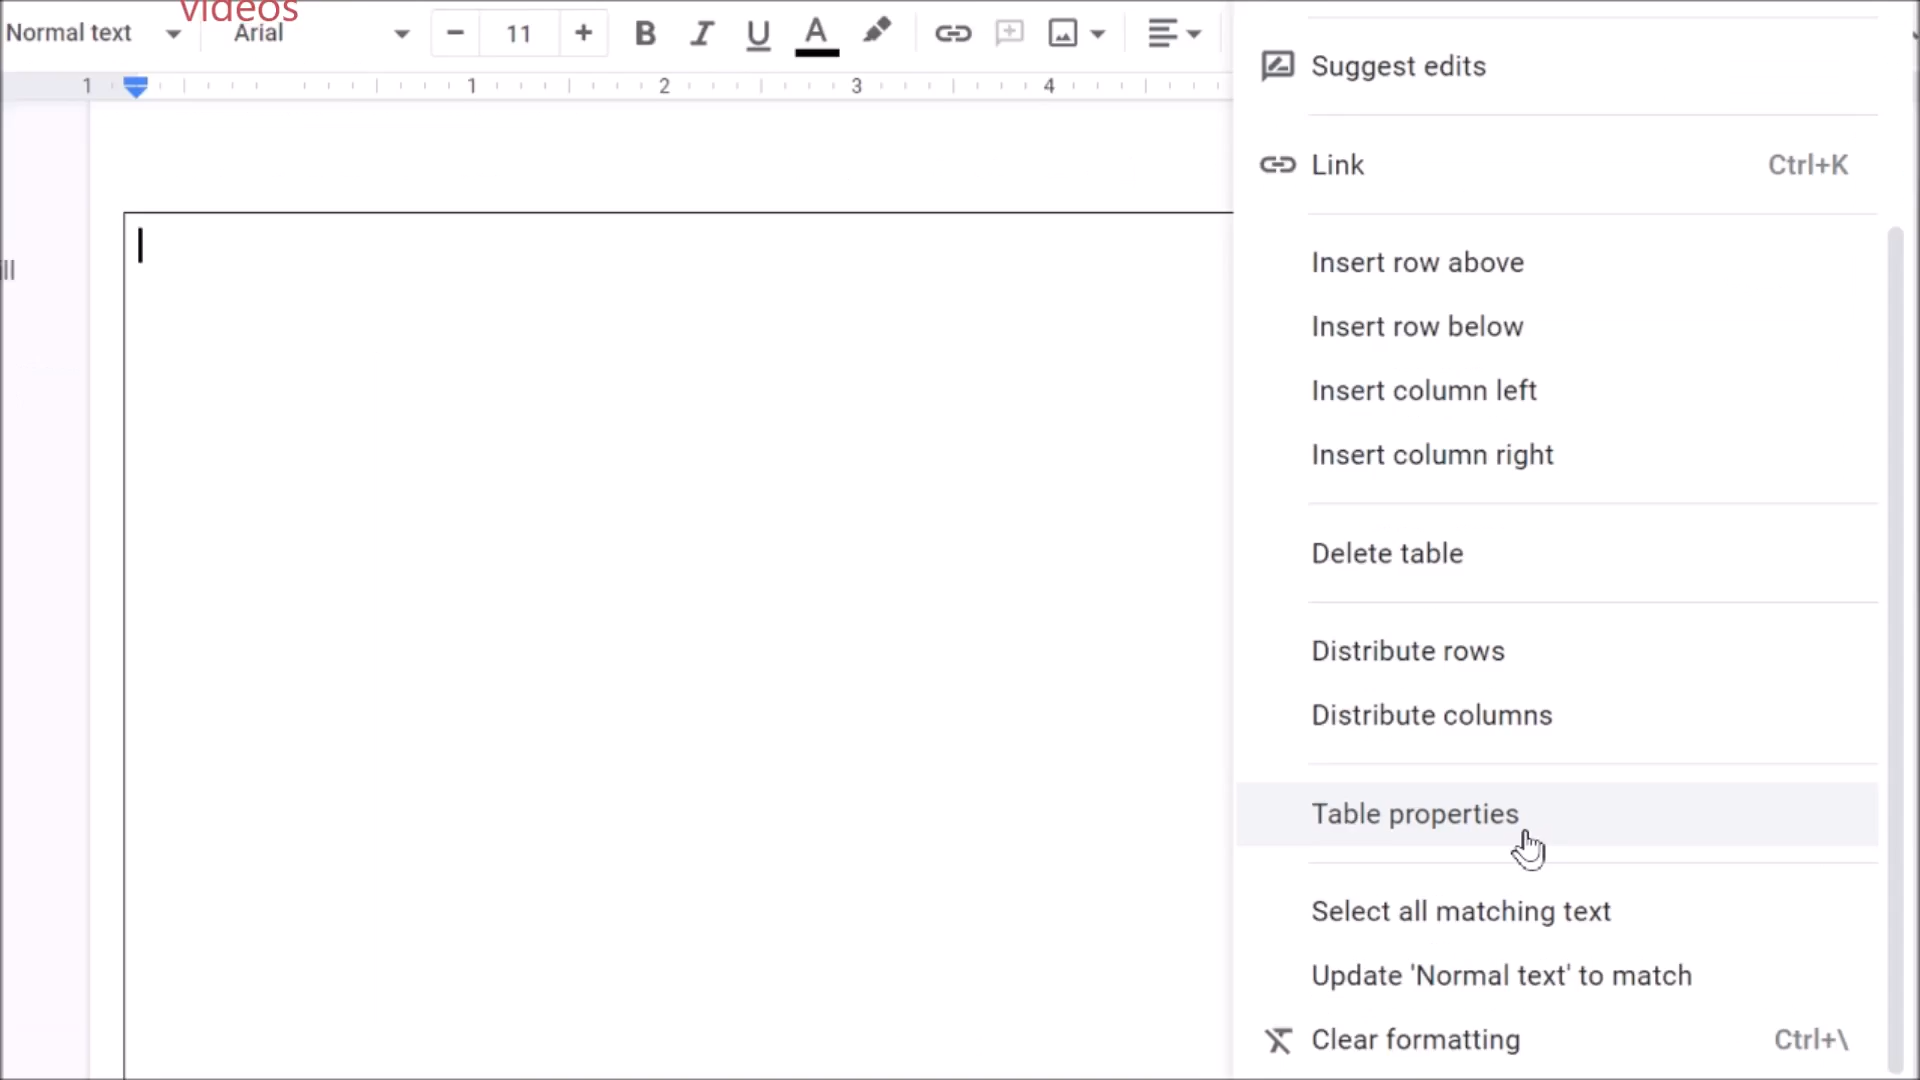 videos
Normal text Arial − 11 + B I U A
1 1 2 3 4
Suggest edits
Link Ctrl+K
Insert row above
Insert row below
Insert column left
Insert column right
Delete table
Distribute rows
Distribute columns
Table properties
Select all matching text
Update 'Normal text' to match
Clear formatting Ctrl+\